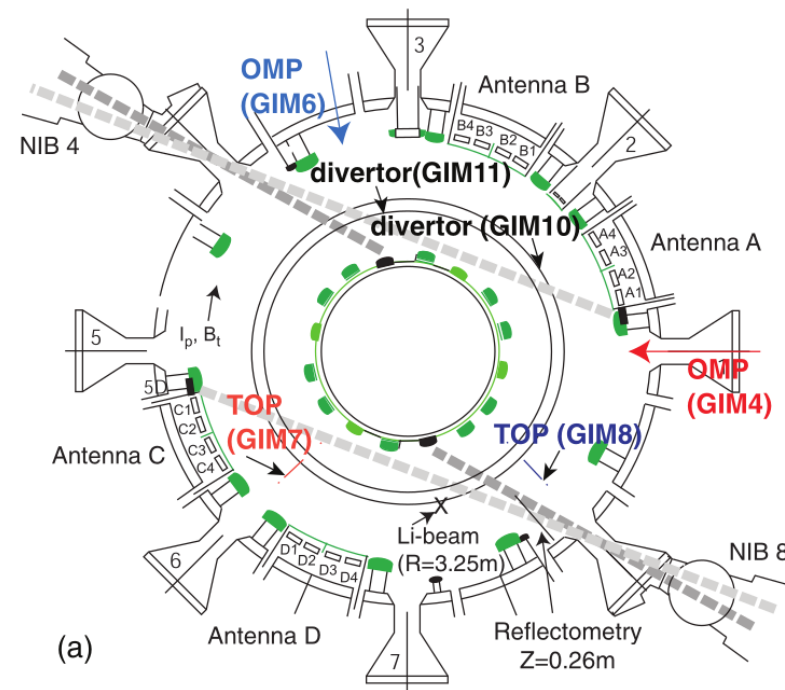 3
Antenna B
OMP
(GIM6)
B4
B3
B2
B1
2
NIB 4
divertor(GIM11)
divertor (GIM10)
A4
A3
A2
A1
Antenna A
Ip, Bt
5
1
OMP
(GIM4)
5D
C1
C2
C3
C4
TOP
(GIM7)
TOP (GIM8)
Antenna C
X
Li-beam
(R=3.25m)
6
D1
D2
D3
D4
NIB 8
Antenna D
Reflectometry
Z=0.26m
(a)
7